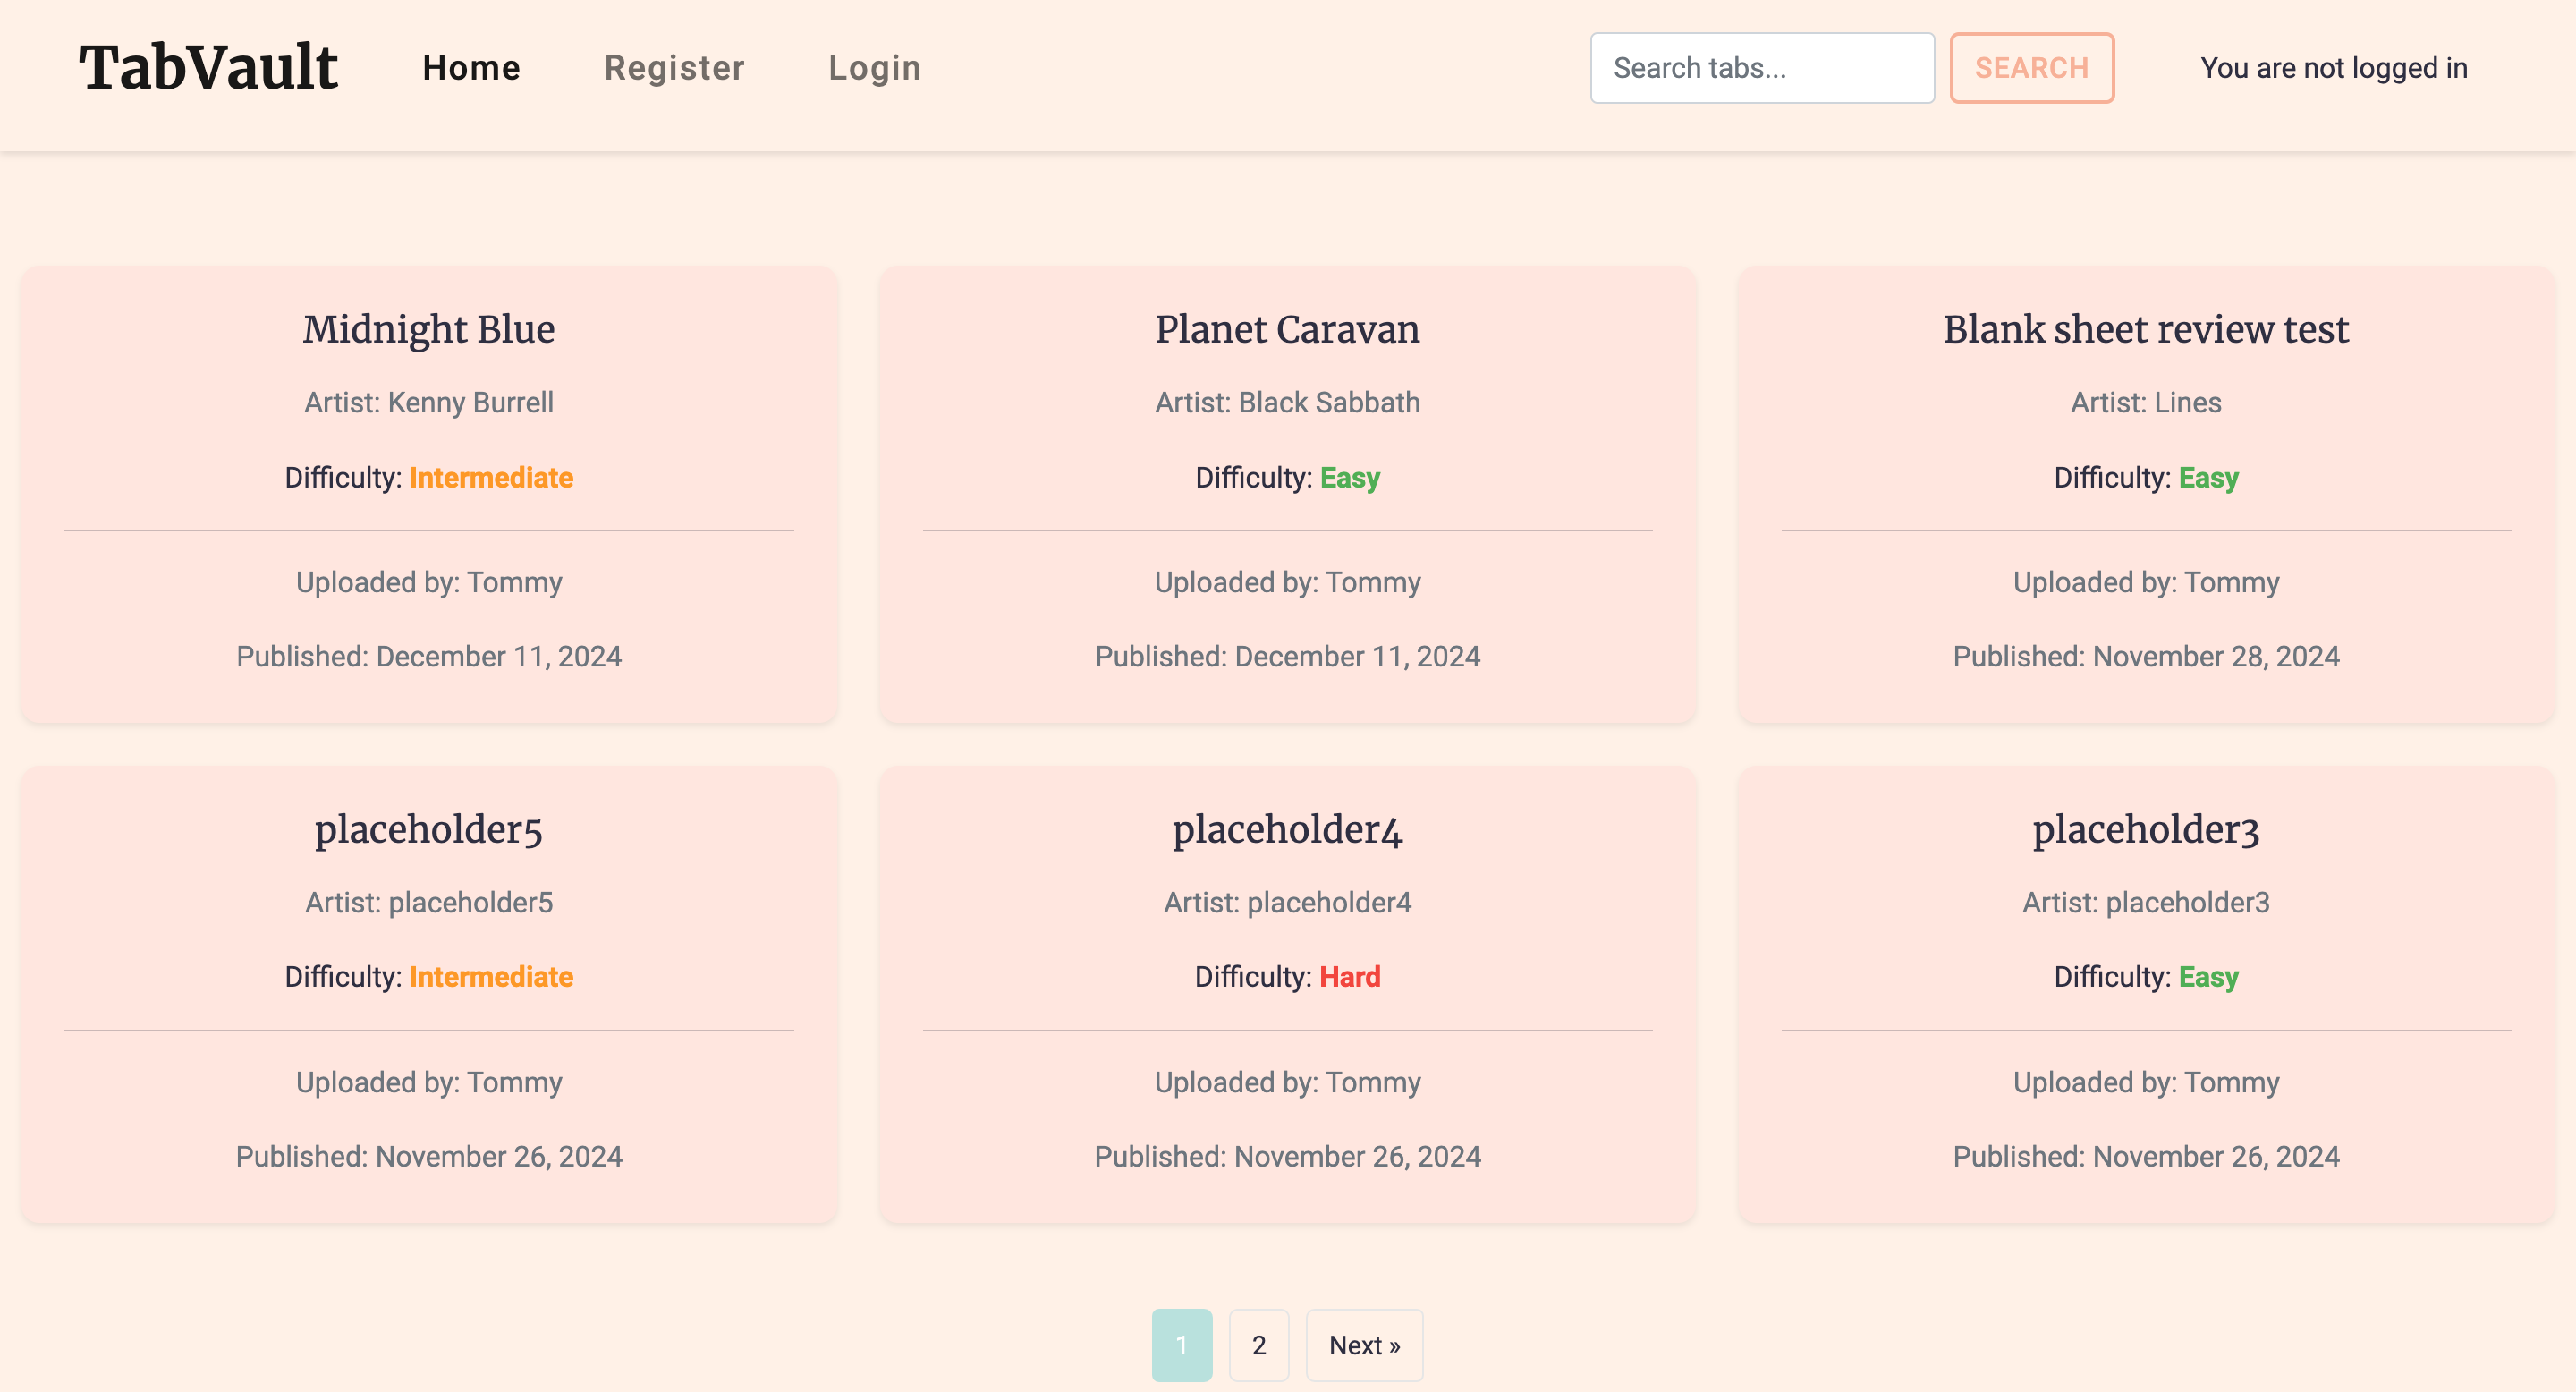 TabVault Home Register Login Search tabs... SEARCH You are not logged in
Midnight Blue
Artist: Kenny Burrell
Difficulty: Intermediate
Uploaded by: Tommy
Published: December 11, 2024
Planet Caravan
Artist: Black Sabbath
Difficulty: Easy
Uploaded by: Tommy
Published: December 11, 2024
Blank sheet review test
Artist: Lines
Difficulty: Easy
Uploaded by: Tommy
Published: November 28, 2024
placeholder5
Artist: placeholder5
Difficulty: Intermediate
Uploaded by: Tommy
Published: November 26, 2024
placeholder4
Artist: placeholder4
Difficulty: Hard
Uploaded by: Tommy
Published: November 26, 2024
placeholder3
Artist: placeholder3
Difficulty: Easy
Uploaded by: Tommy
Published: November 26, 2024
1 2 Next »